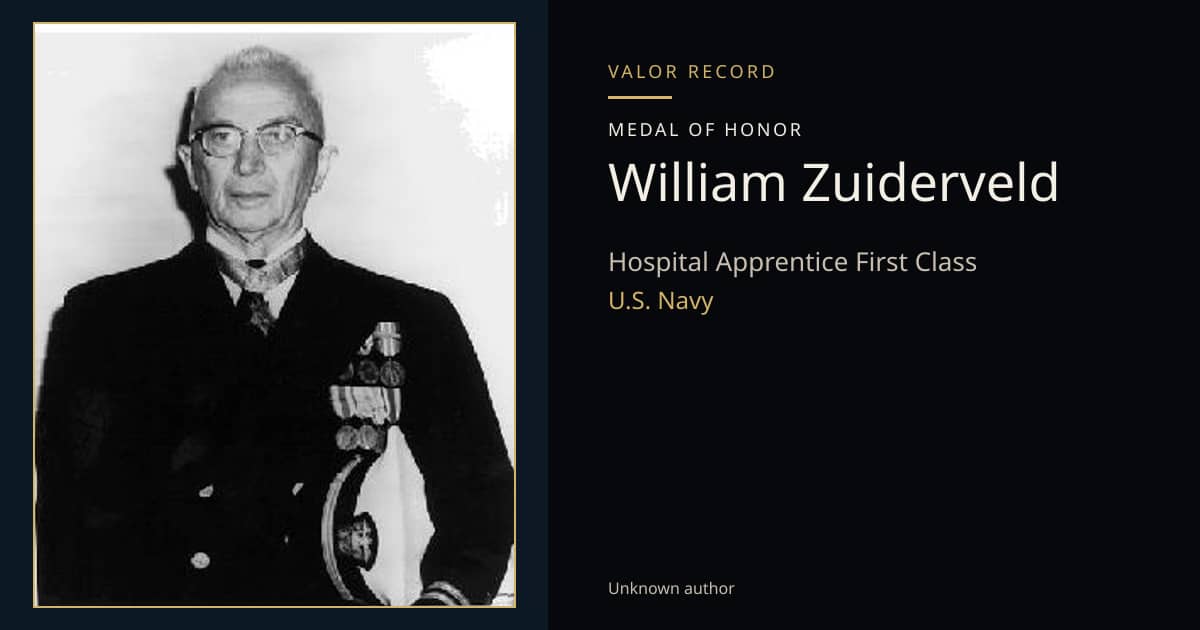 VALOR RECORD
MEDAL OF HONOR
William Zuiderveld
Hospital Apprentice First Class
U.S. Navy
Unknown author